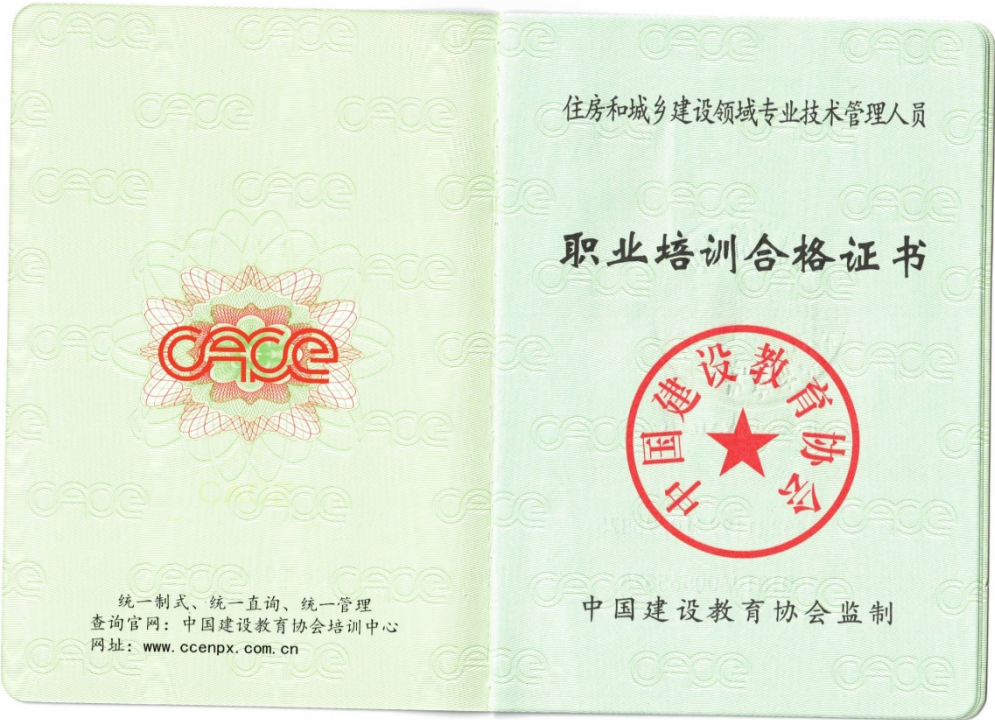 CACE
统一制式、统一直询、统一管理
查询官网：中国建设教育协会培训中心
网址：www.ccenpx.com.cn
住房和城乡建设领域专业技术管理人员
职业培训合格证书
中国建设教育协会
中国建设教育协会监制